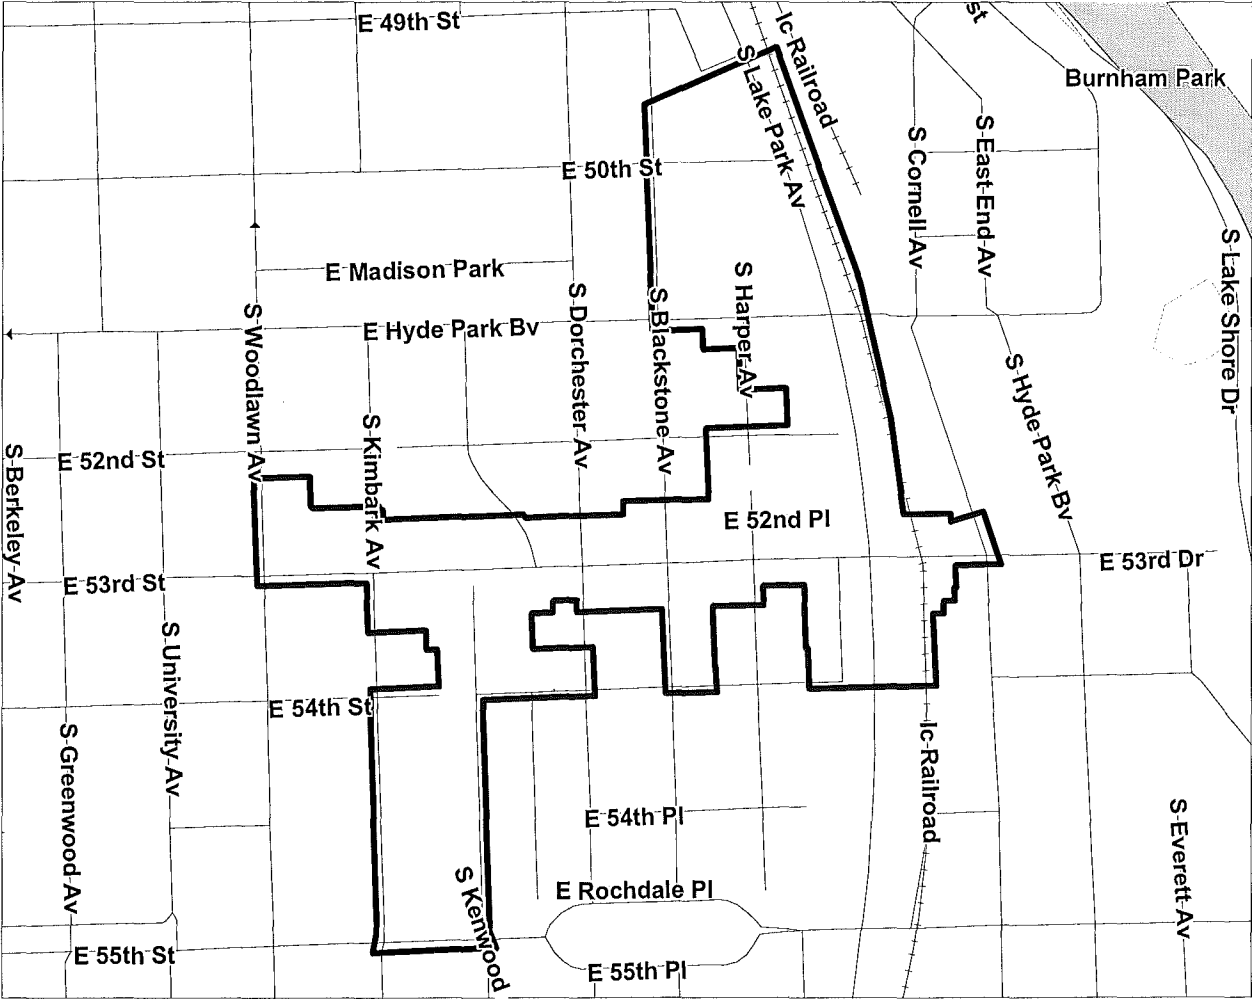 E 49th St
Ic-Railroad
st
S Lake-Park-Av
Burnham Park
S-Cornell-Av
S-East-End-Av
E 50th St
S-Lake Shore Dr
E Madison Park
S Harper-Av
S-Dorchester-Av
S-Blackstone-Av
S-Woodlawn-Av
E Hyde Park Bv
S-Hyde-Park-Bv
S-Kimbark Av
S-Berkeley-Av
E 52nd St
E 52nd Pl
E 53rd Dr
E 53rd St
S-University-Av
E 54th St
S-Greenwood-Av
Ic-Railroad
E 54th Pl
S-Everett-Av
S Kenwood
E Rochdale Pl
E 55th St
E 55th Pl